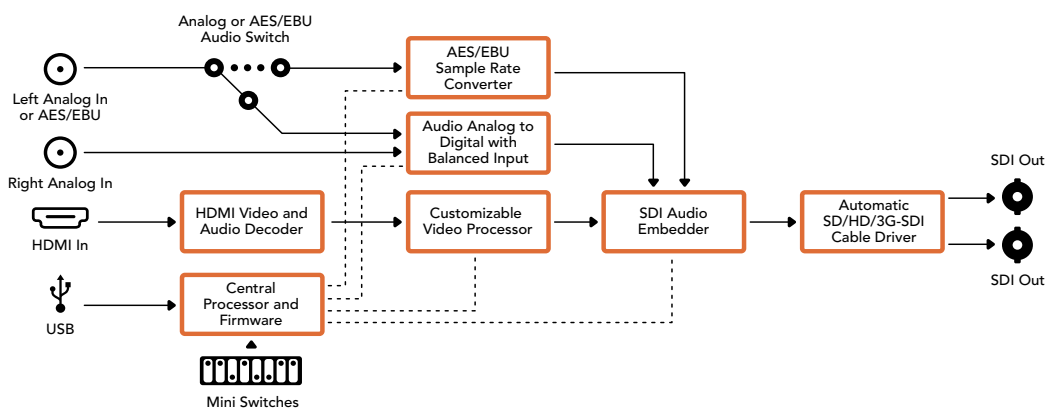 Analog or AES/EBU
Audio Switch
Left Analog In
or AES/EBU
AES/EBU
Sample Rate
Converter
Audio Analog to
Digital with
Balanced Input
Right Analog In
HDMI In
HDMI Video and
Audio Decoder
Customizable
Video Processor
SDI Audio
Embedder
Automatic
SD/HD/3G-SDI
Cable Driver
SDI Out
SDI Out
USB
Central
Processor and
Firmware
Mini Switches